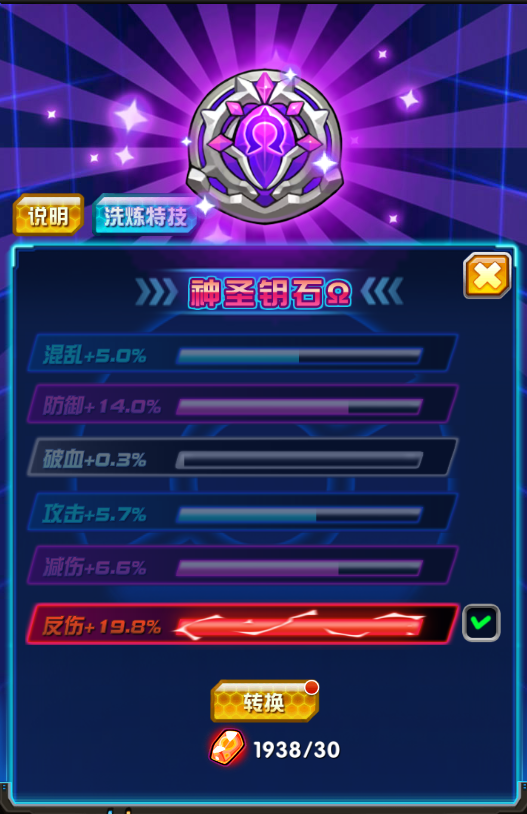 说明
洗炼特技
神圣钥石Ω
混乱+5.0%
防御+14.0%
破血+0.3%
攻击+5.7%
减伤+6.6%
反伤+19.8%
转换
1938/30